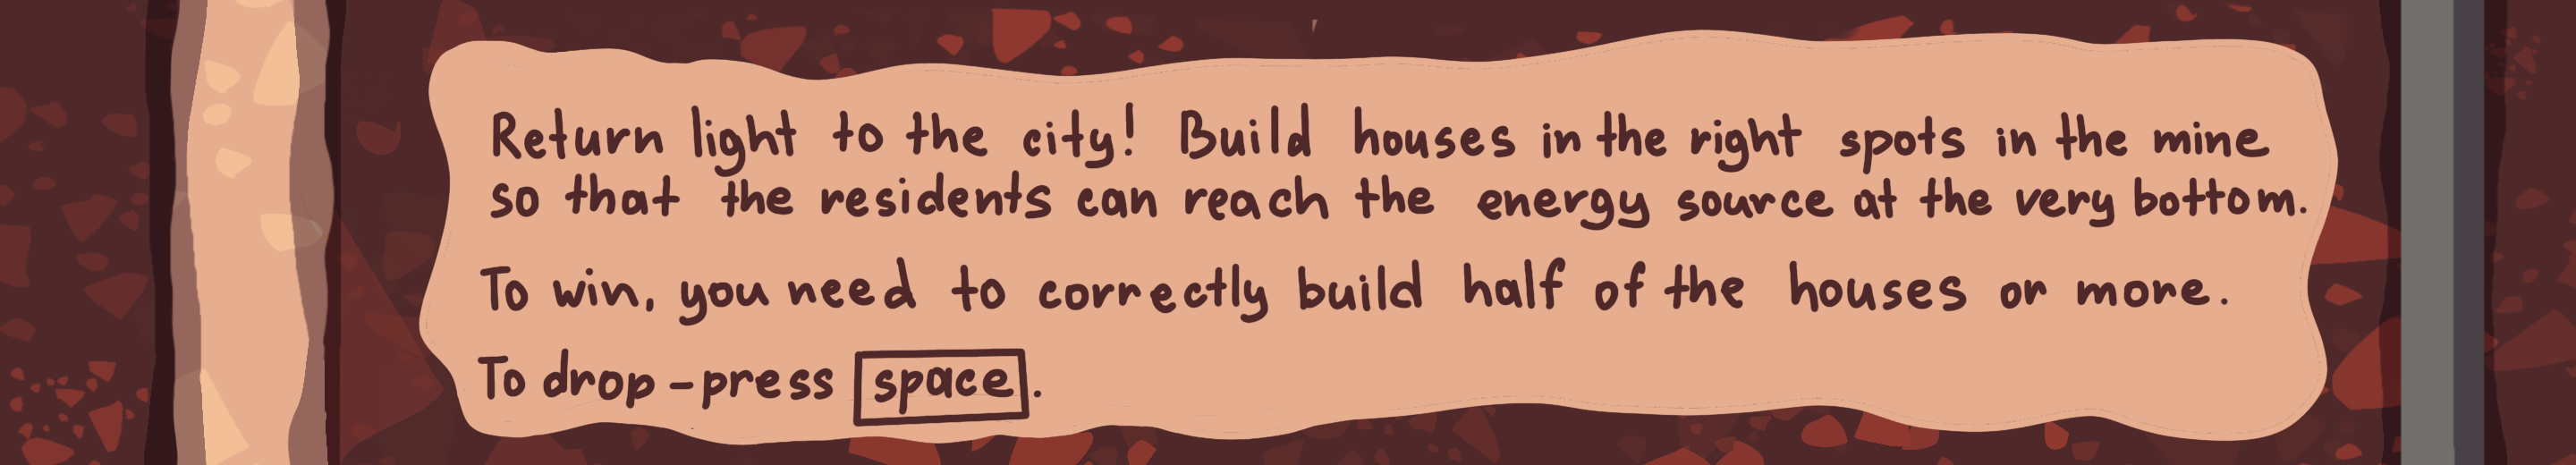 Return light to the city! Build houses in the right spots in the mine
so that the residents can reach the energy source at the very bottom.
To win, you need to correctly build half of the houses or more.
To drop-press space.